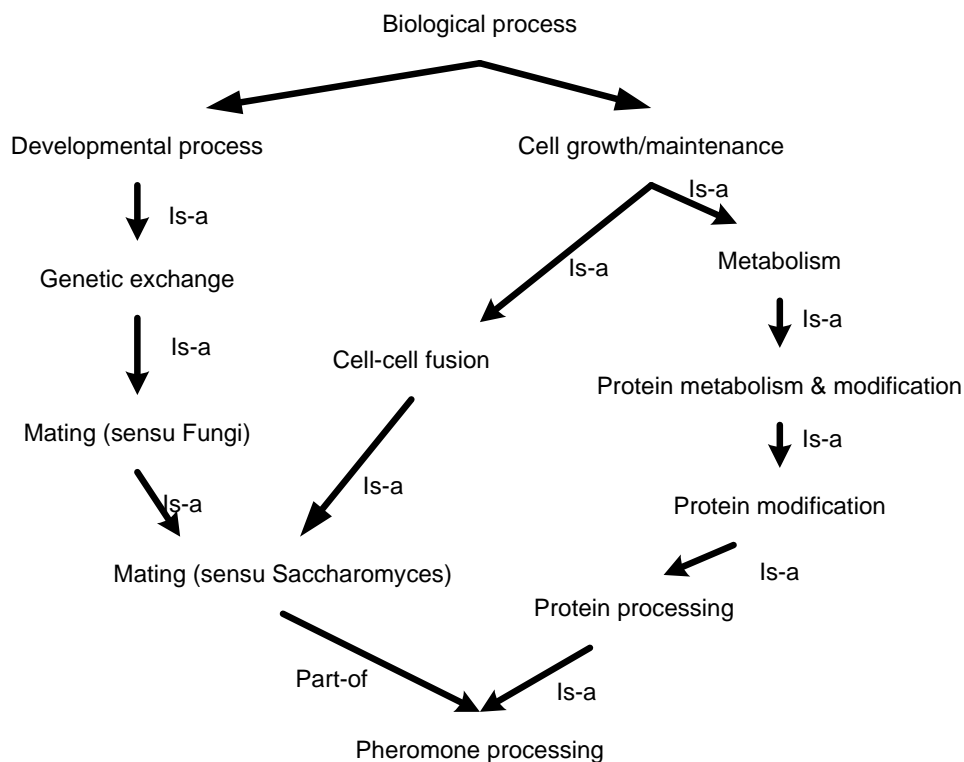 Biological process
Developmental process
Cell growth/maintenance
Is-a
Is-a
Metabolism
Is-a
Genetic exchange
Is-a
Is-a
Cell-cell fusion
Protein metabolism & modification
Mating (sensu Fungi)
Is-a
Is-a
Is-a
Protein modification
Mating (sensu Saccharomyces)
Is-a
Protein processing
Part-of
Is-a
Pheromone processing